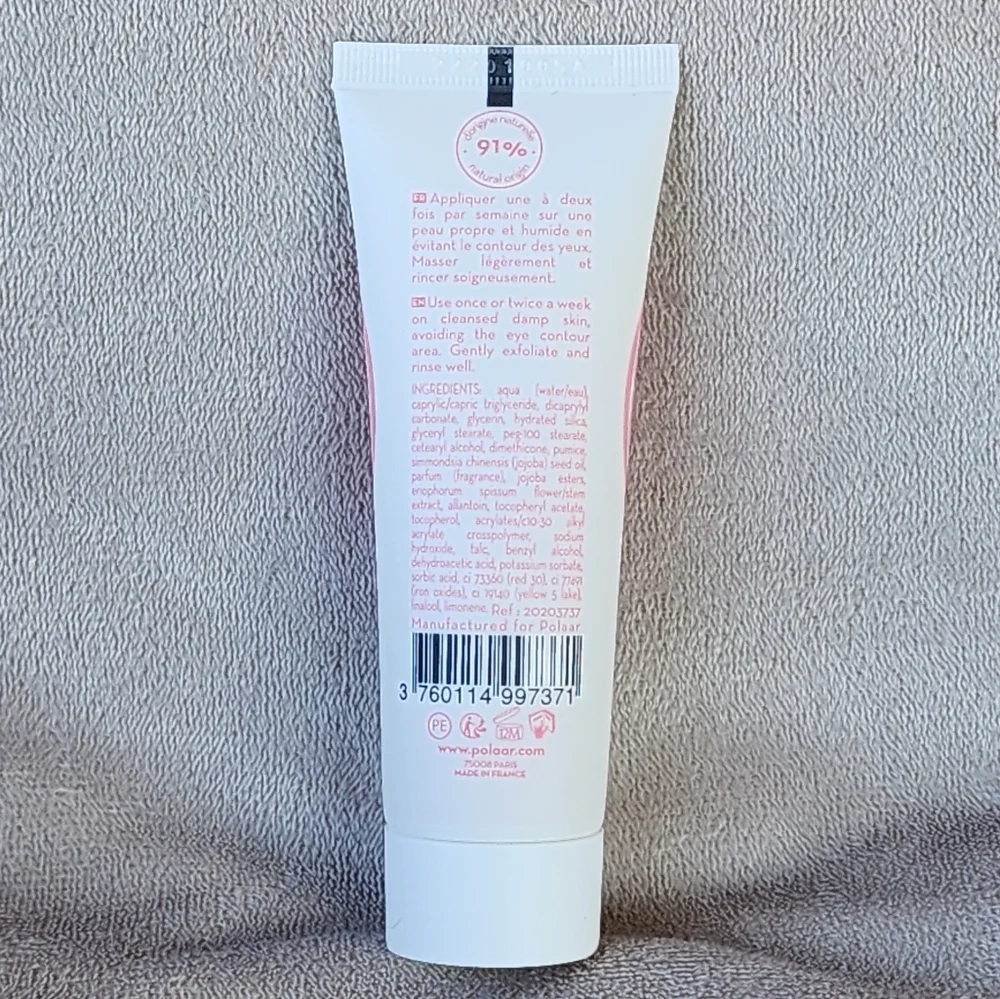 d'origine naturelle
91%
natural origin
FR Appliquer une à deux
fois par semaine sur une
peau propre et humide en
évitant le contour des yeux.
Masser légèrement et
rincer soigneusement.
EN Use once or twice a week
on cleansed damp skin,
avoiding the eye contour
area. Gently exfoliate and
rinse well.
INGREDIENTS: aqua (water/eau),
caprylic/capric triglyceride, dicaprylyl
carbonate, glycerin, hydrated silica,
glyceryl stearate, peg-100 stearate,
cetearyl alcohol, dimethicone, pumice,
simmondsia chinensis (jojoba) seed oil,
parfum (fragrance), jojoba esters,
eriophorum spissum flower/stem
extract, allantoin, tocopheryl acetate,
tocopherol, acrylates/c10-30 alkyl
acrylate crosspolymer, sodium
hydroxide, talc, benzyl alcohol,
dehydroacetic acid, potassium sorbate,
sorbic acid, ci 73360 (red 30), ci 77491
(iron oxides), ci 19140 (yellow 5 lake),
linalool, limonene. Ref : 20203737
Manufactured for Polaar
3 760114 997371
PE 12M
www.polaar.com
75008 PARIS
MADE IN FRANCE